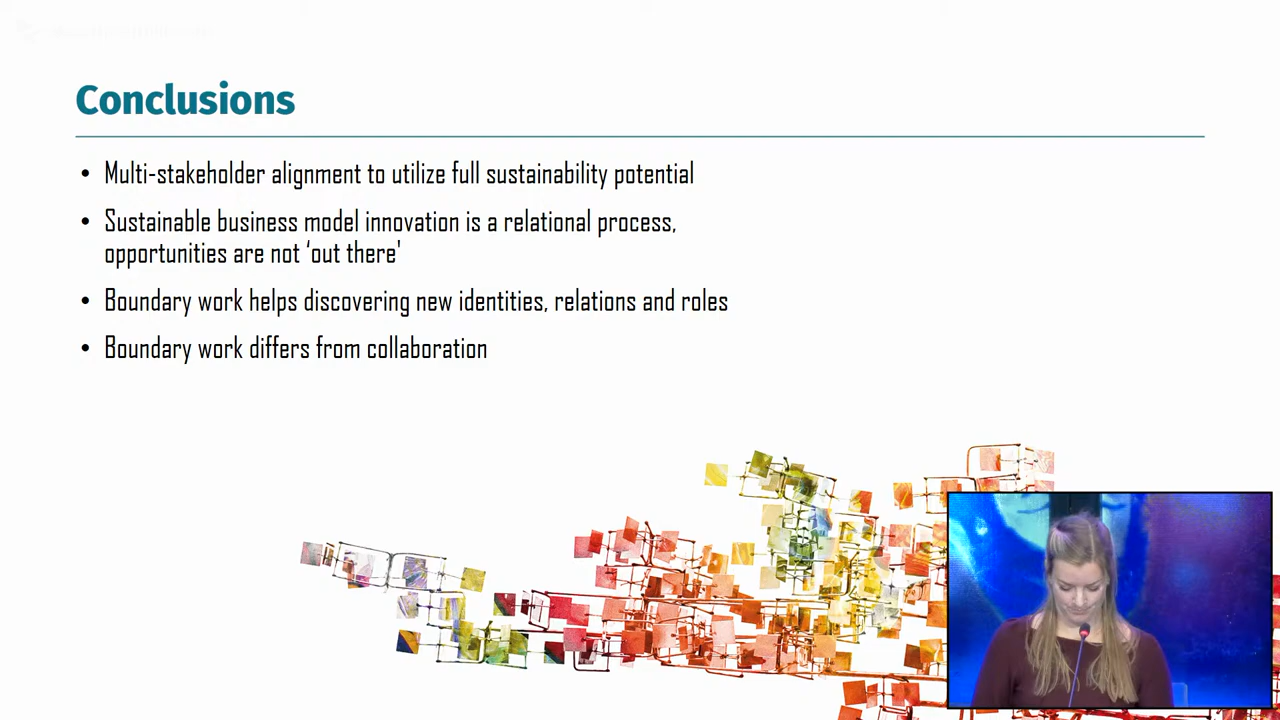 Conclusions
• Multi-stakeholder alignment to utilize full sustainability potential
• Sustainable business model innovation is a relational process,
opportunities are not ‘out there'
• Boundary work helps discovering new identities, relations and roles
• Boundary work differs from collaboration